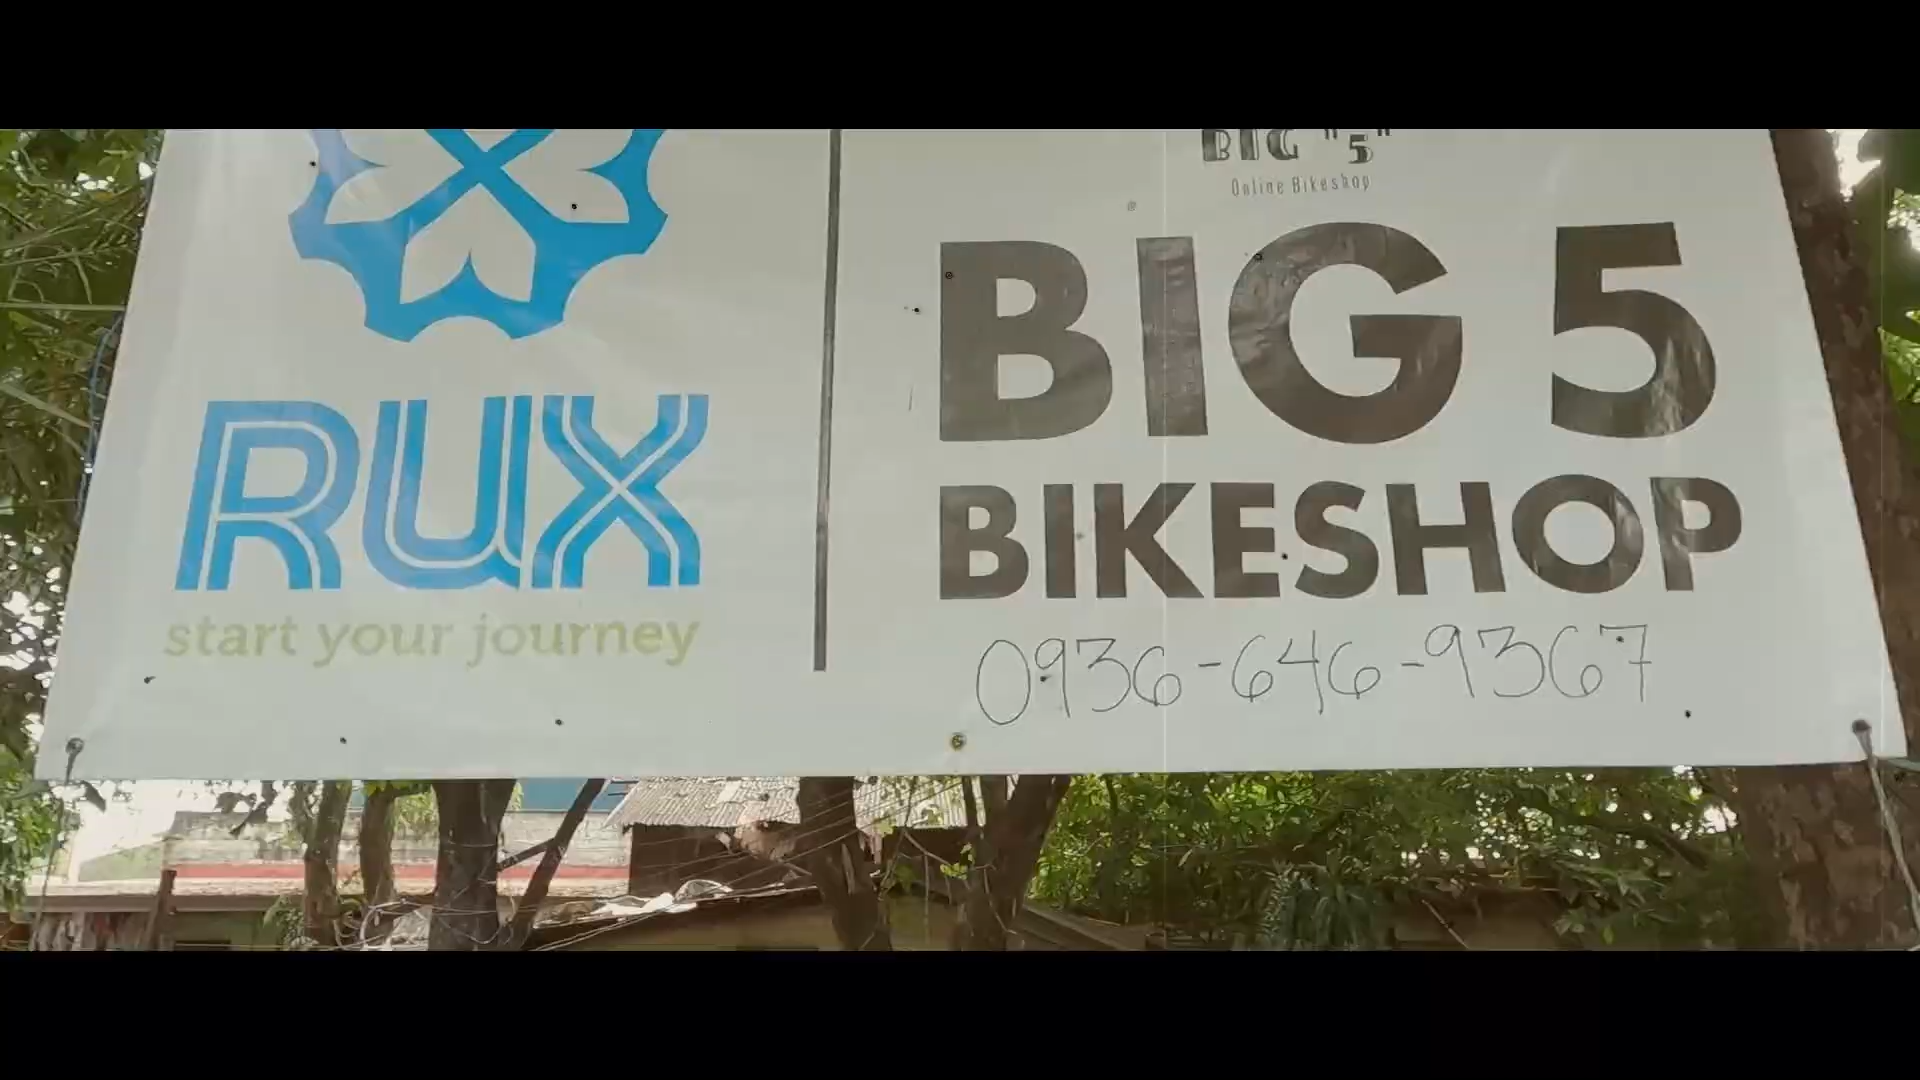 RUX
start your journey
BIG "5"
Online Bikeshop
BIG 5
BIKESHOP
0936-646-9367